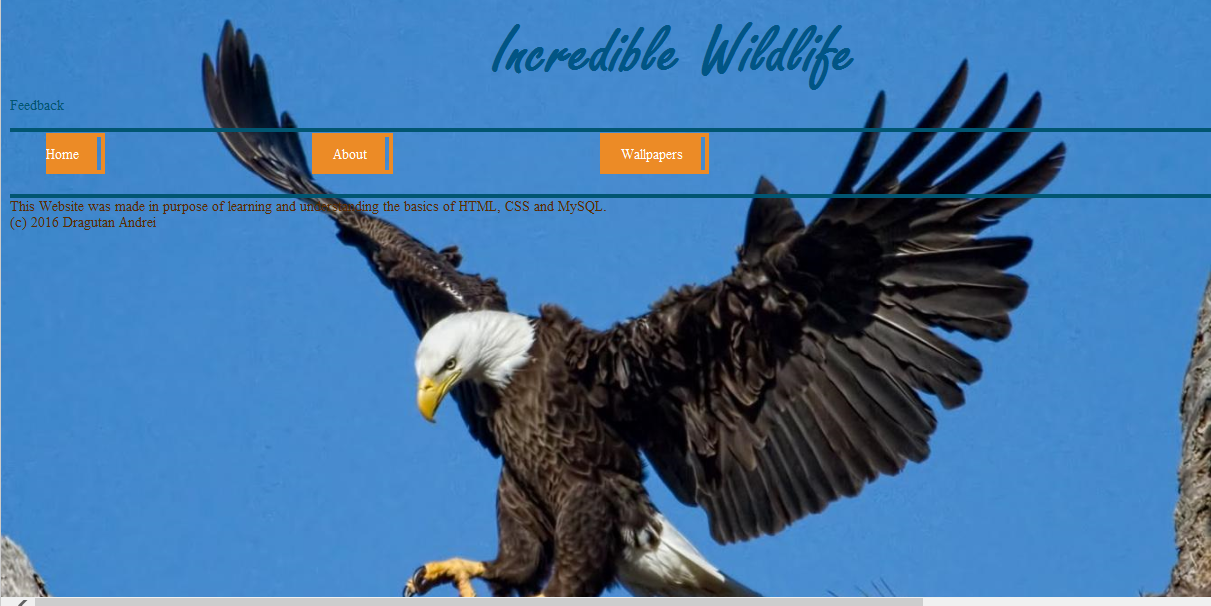 Incredible Wildlife
Feedback
Home
About
Wallpapers
This Website was made in purpose of learning and understanding the basics of HTML, CSS and MySQL.
(c) 2016 Dragutan Andrei